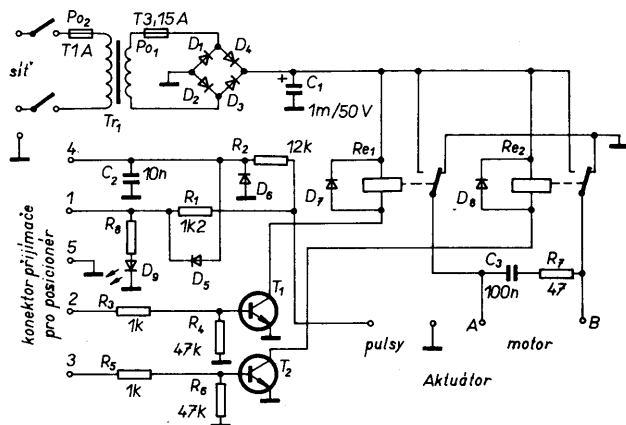 Po2
T1A
síť
Tr1
T3,15A
Po1
D1
D4
D2
D3
+
C1
1m/50V
Re1
Re2
D7
D8
4
C2
10n
R2
12k
D6
1
R8
D9
R1
1k2
D5
5
2
R3
1k
R4
47k
T1
3
R5
1k
R6
47k
T2
konektor přijímače
pro posicionér
C3
100n
R7
47
A
B
pulsy
motor
Aktuátor